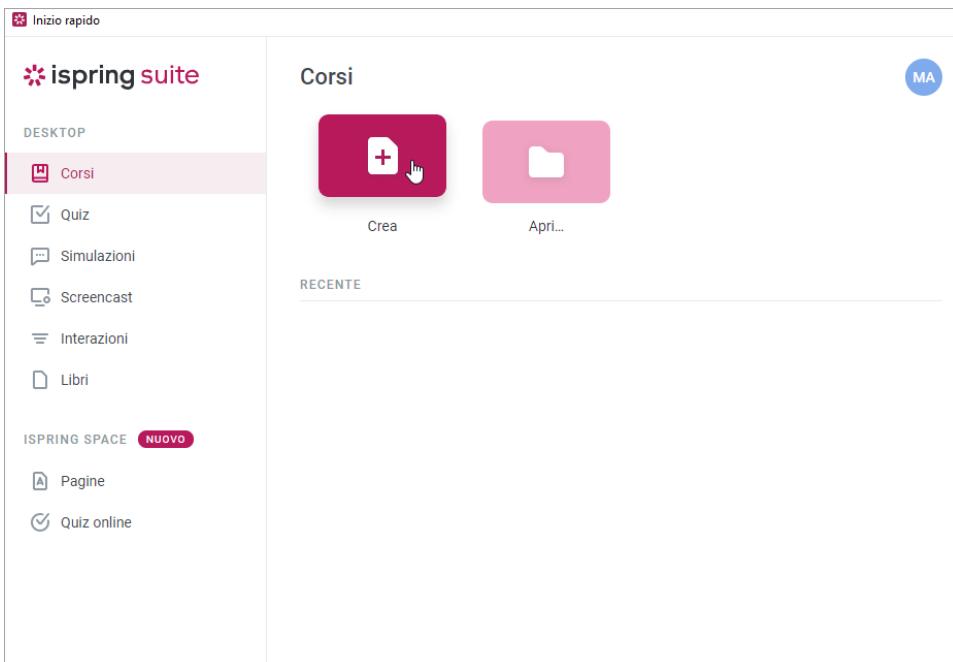 Inizio rapido
ispring suite
DESKTOP
Corsi
Quiz
Simulazioni
Screencast
Interazioni
Libri
ISPRING SPACE NUOVO
Pagine
Quiz online
Corsi
MA
Crea
Apri...
RECENTE